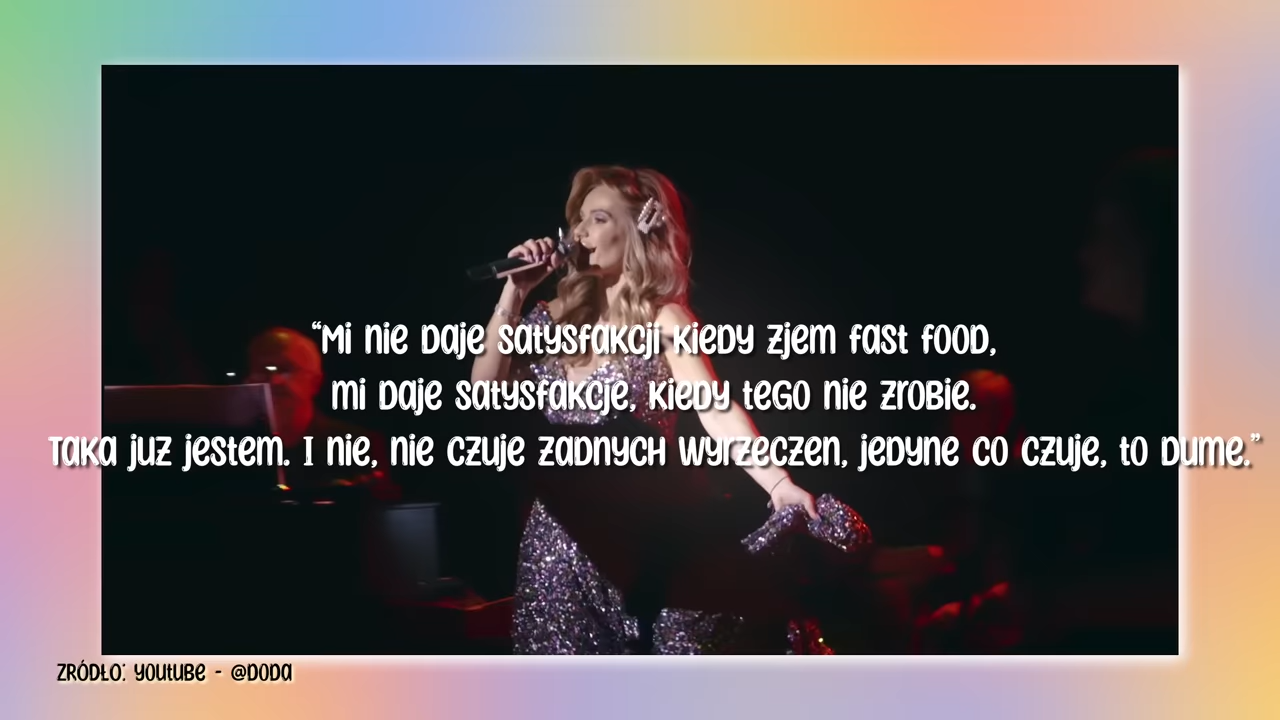 “Mi nie daje satysfakcji kiedy zjem fast food,
mi daje satysfakcje, kiedy tego nie zrobie.
Taka juz jestem. I nie, nie czuje zadnych wyrzeczen, jedyne co czuje, to dume.”
ZRÓDŁO: YOUTUBE - @DODA